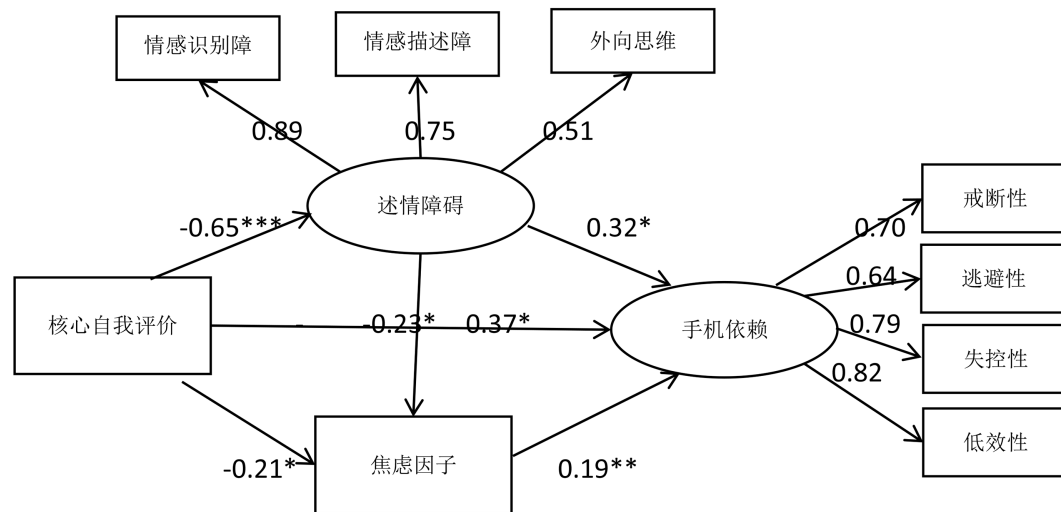 情感识别障
情感描述障
外向思维
0.89
0.75
0.51
述情障碍
戒断性
-0.65***
0.32*
0.70
逃避性
0.64
核心自我评价
-
-0.23*
0.37*
手机依赖
0.79
失控性
0.82
低效性
焦虑因子
-0.21*
0.19**